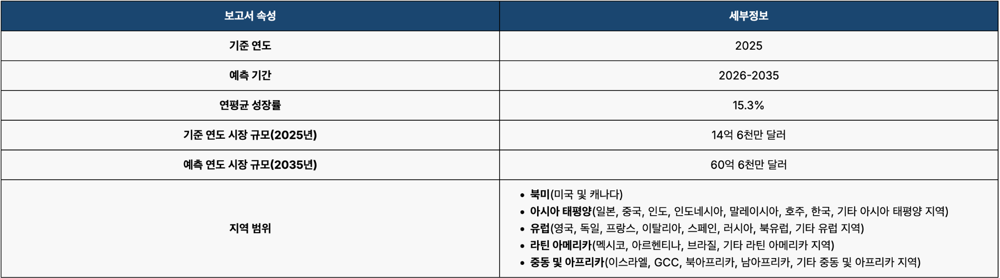 보고서 속성
세부정보
기준 연도
2025
예측 기간
2026-2035
연평균 성장률
15.3%
기준 연도 시장 규모(2025년)
14억 6천만 달러
예측 연도 시장 규모(2035년)
60억 6천만 달러
지역 범위
• 북미(미국 및 캐나다)
• 아시아 태평양(일본, 중국, 인도, 인도네시아, 말레이시아, 호주, 한국, 기타 아시아 태평양 지역)
• 유럽(영국, 독일, 프랑스, 이탈리아, 스페인, 러시아, 북유럽, 기타 유럽 지역)
• 라틴 아메리카(멕시코, 아르헨티나, 브라질, 기타 라틴 아메리카 지역)
• 중동 및 아프리카(이스라엘, GCC, 북아프리카, 남아프리카, 기타 중동 및 아프리카 지역)